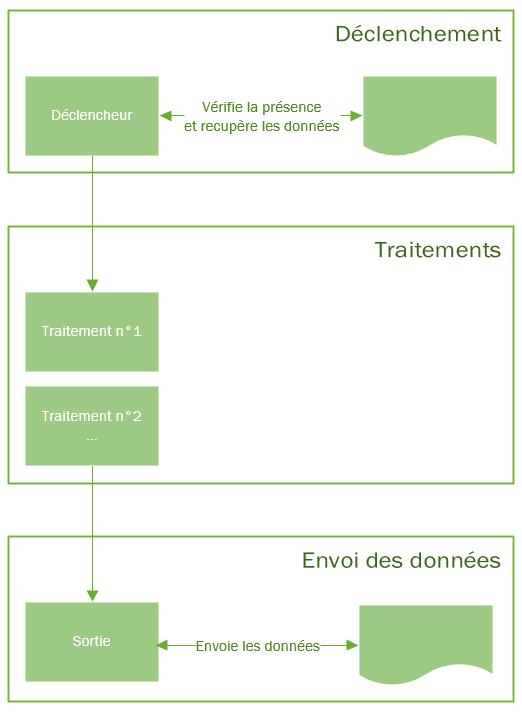 Déclenchement
Déclencheur
Vérifie la présence
et recupère les données
Traitements
Traitement n°1
Traitement n°2
...
Envoi des données
Sortie
Envoie les données